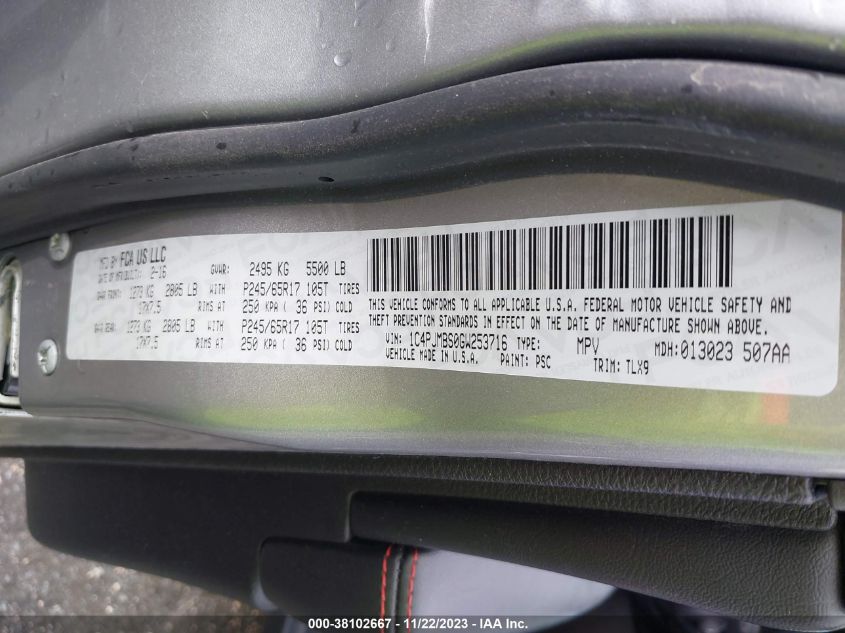 MFD BY FCA US LLC
DATE OF MFR/BUILT: 2-16 GVWR: 2495 KG 5500 LB
GAWR FRONT: 1273 KG 2805 LB WITH P245/65R17 105T TIRES
17X7.5 RIMS AT 250 KPA ( 36 PSI) COLD
GAWR REAR: 1273 KG 2805 LB WITH P245/65R17 105T TIRES
17X7.5 RIMS AT 250 KPA ( 36 PSI) COLD
THIS VEHICLE CONFORMS TO ALL APPLICABLE U.S.A. FEDERAL MOTOR VEHICLE SAFETY AND
THEFT PREVENTION STANDARDS IN EFFECT ON THE DATE OF MANUFACTURE SHOWN ABOVE.
VIN: 1C4PJMBS0GW253716 TYPE: MPV MDH:013023 507AA
VEHICLE MADE IN U.S.A. PAINT: PSC TRIM: TLX9
000-38102667 - 11/22/2023 - IAA Inc.